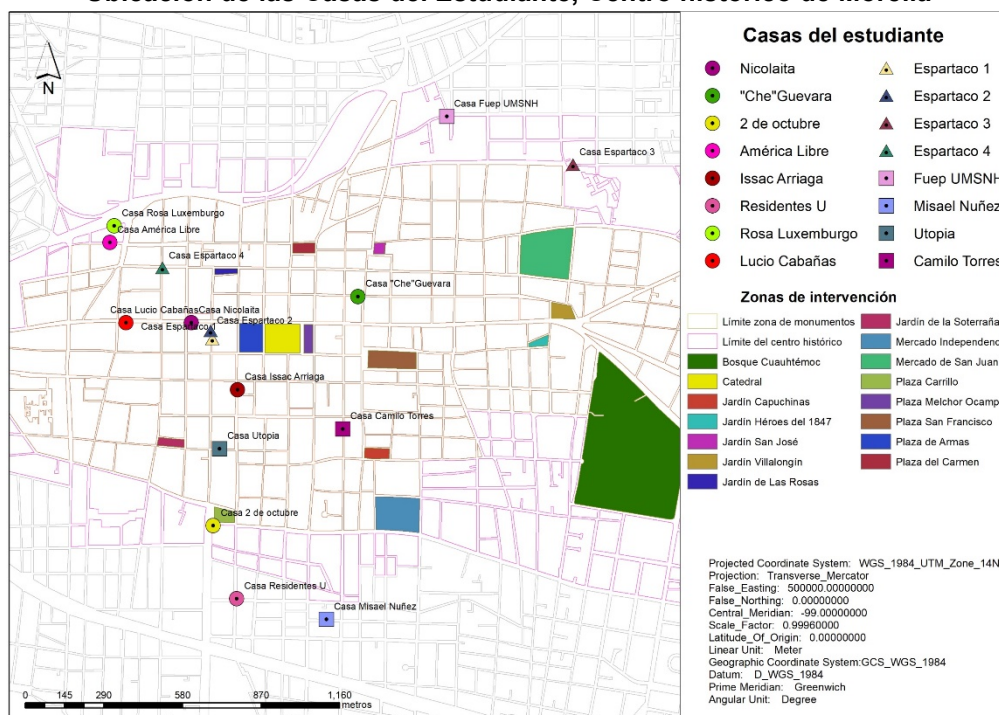 Ubicación de las Casas del Estudiante, Centro histórico de Morelia
N
Casa Fuep UMSNH
Casa Espartaco 3
Casa Rosa Luxemburgo
Casa América Libre
Casa Espartaco 4
Casa "Che"Guevara
Casa Lucio Cabañas
Casa Nicolaita
Casa Espartaco 2
Casa Espartaco 1
Casa Issac Arriaga
Casa Camilo Torres
Casa Utopia
Casa 2 de octubre
Casa Residentes U
Casa Misael Nuñez
0 145 290 580 870 1,160
metros
Casas del estudiante
Nicolaita
"Che"Guevara
2 de octubre
América Libre
Issac Arriaga
Residentes U
Rosa Luxemburgo
Lucio Cabañas
Espartaco 1
Espartaco 2
Espartaco 3
Espartaco 4
Fuep UMSNH
Misael Nuñez
Utopia
Camilo Torres
Zonas de intervención
Límite zona de monumentos
Límite del centro histórico
Bosque Cuauhtémoc
Catedral
Jardín Capuchinas
Jardín Héroes del 1847
Jardín San José
Jardín Villalongín
Jardín de Las Rosas
Jardín de la Soterraña
Mercado Independenc
Mercado de San Juan
Plaza Carrillo
Plaza Melchor Ocamp
Plaza San Francisco
Plaza de Armas
Plaza del Carmen
Projected Coordinate System: WGS_1984_UTM_Zone_14N
Projection: Transverse_Mercator
False_Easting: 500000.00000000
False_Northing: 0.00000000
Central_Meridian: -99.00000000
Scale_Factor: 0.99960000
Latitude_Of_Origin: 0.00000000
Linear Unit: Meter
Geographic Coordinate System:GCS_WGS_1984
Datum: D_WGS_1984
Prime Meridian: Greenwich
Angular Unit: Degree